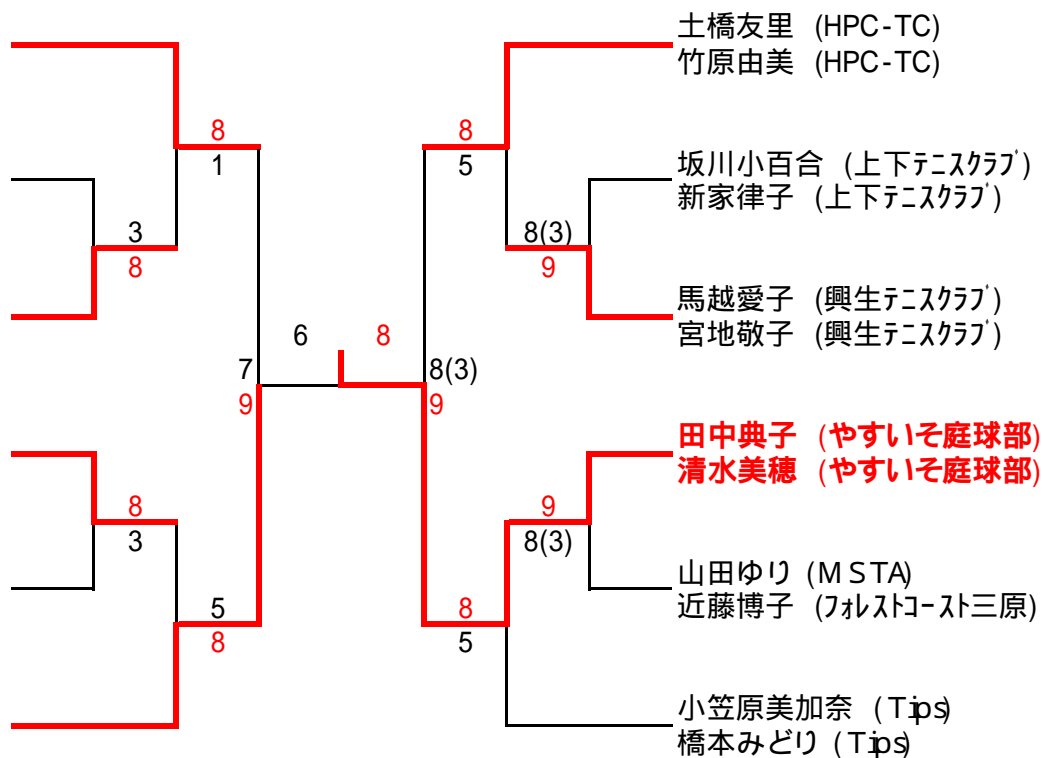 土橋友里 (HPC-TC)
竹原由美 (HPC-TC)
8
8
1
5
坂川小百合 (上下ﾃﾆｽｸﾗﾌﾞ)
新家律子 (上下ﾃﾆｽｸﾗﾌﾞ)
3
8(3)
8
9
馬越愛子 (興生ﾃﾆｽｸﾗﾌﾞ)
宮地敬子 (興生ﾃﾆｽｸﾗﾌﾞ)
6
8
7
8(3)
9
9
田中典子 (やすいそ庭球部)
清水美穂 (やすいそ庭球部)
8
9
3
8(3)
山田ゆり (MSTA)
近藤博子 (ﾌｫﾚｽﾄｺｰｽﾄ三原)
5
8
8
5
小笠原美加奈 (Tips)
橋本みどり (Tips)